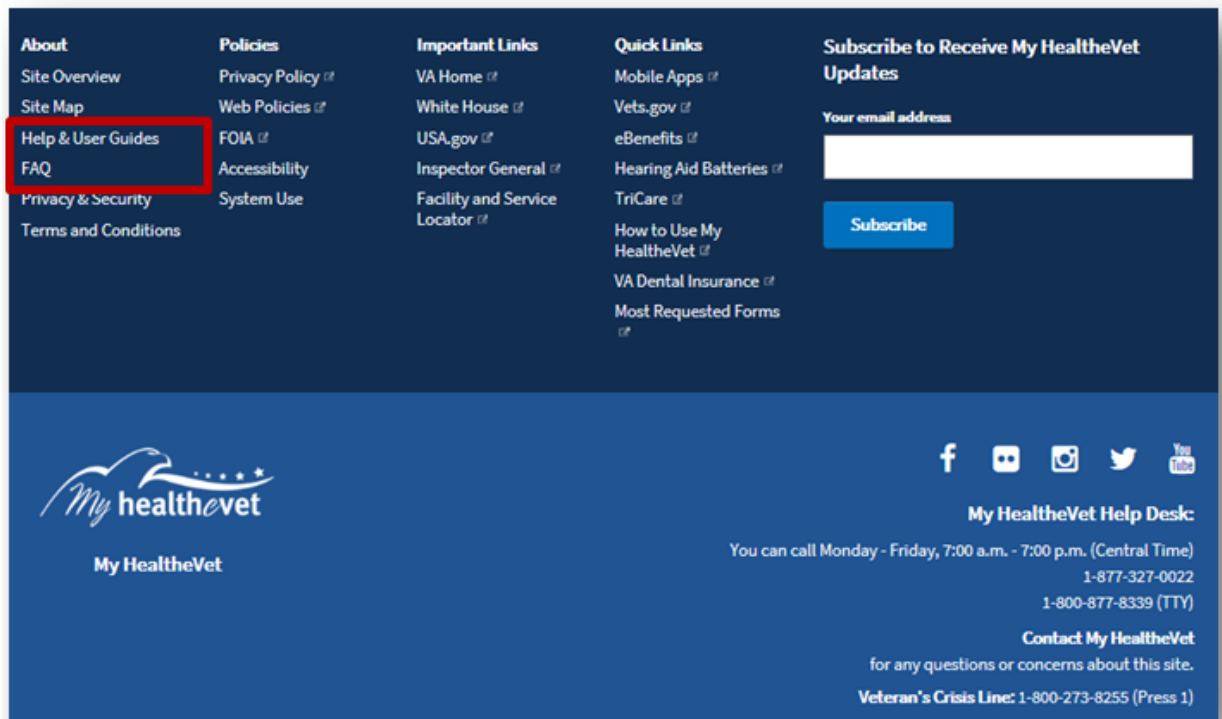 About
Site Overview
Site Map
Help & User Guides
FAQ
Privacy & Security
Terms and Conditions
Policies
Privacy Policy
Web Policies
FOIA
Accessibility
System Use
Important Links
VA Home
White House
USA.gov
Inspector General
Facility and Service
Locator
Quick Links
Mobile Apps
Vets.gov
eBenefits
Hearing Aid Batteries
TriCare
How to Use My
HealtheVet
VA Dental Insurance
Most Requested Forms
Subscribe to Receive My HealtheVet
Updates
Your email address
Subscribe
My healthevet
My HealtheVet
You
Tube
My HealtheVet Help Desk:
You can call Monday - Friday, 7:00 a.m. - 7:00 p.m. (Central Time)
1-877-327-0022
1-800-877-8339 (TTY)
Contact My HealtheVet
for any questions or concerns about this site.
Veteran's Crisis Line: 1-800-273-8255 (Press 1)